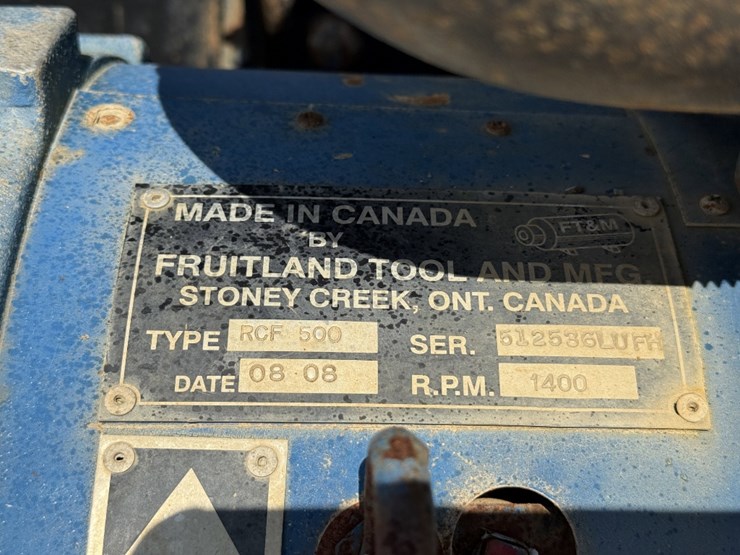 MADE IN CANADA
FT&M
BY
FRUITLAND TOOL AND MFG.
STONEY CREEK, ONT. CANADA
TYPE RCF 500 SER. 512536LUFH
DATE 08 08 R.P.M. 1400